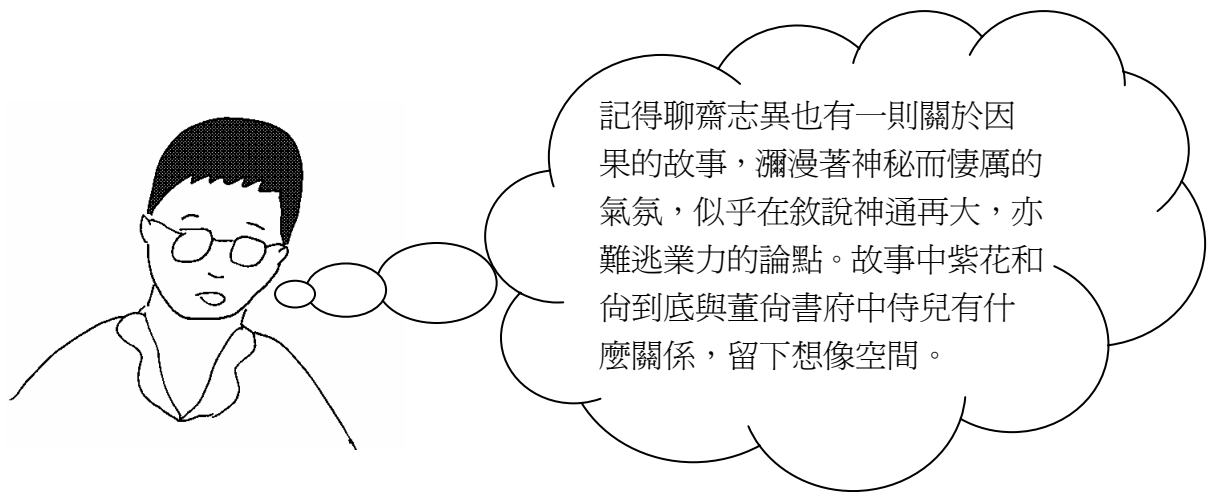 記得聊齋志異也有一則關於因
果的故事，瀰漫著神秘而悽厲的
氣氛，似乎在敘說神通再大，亦
難逃業力的論點。故事中紫花和
尙到底與董尙書府中侍兒有什
麼關係，留下想像空間。